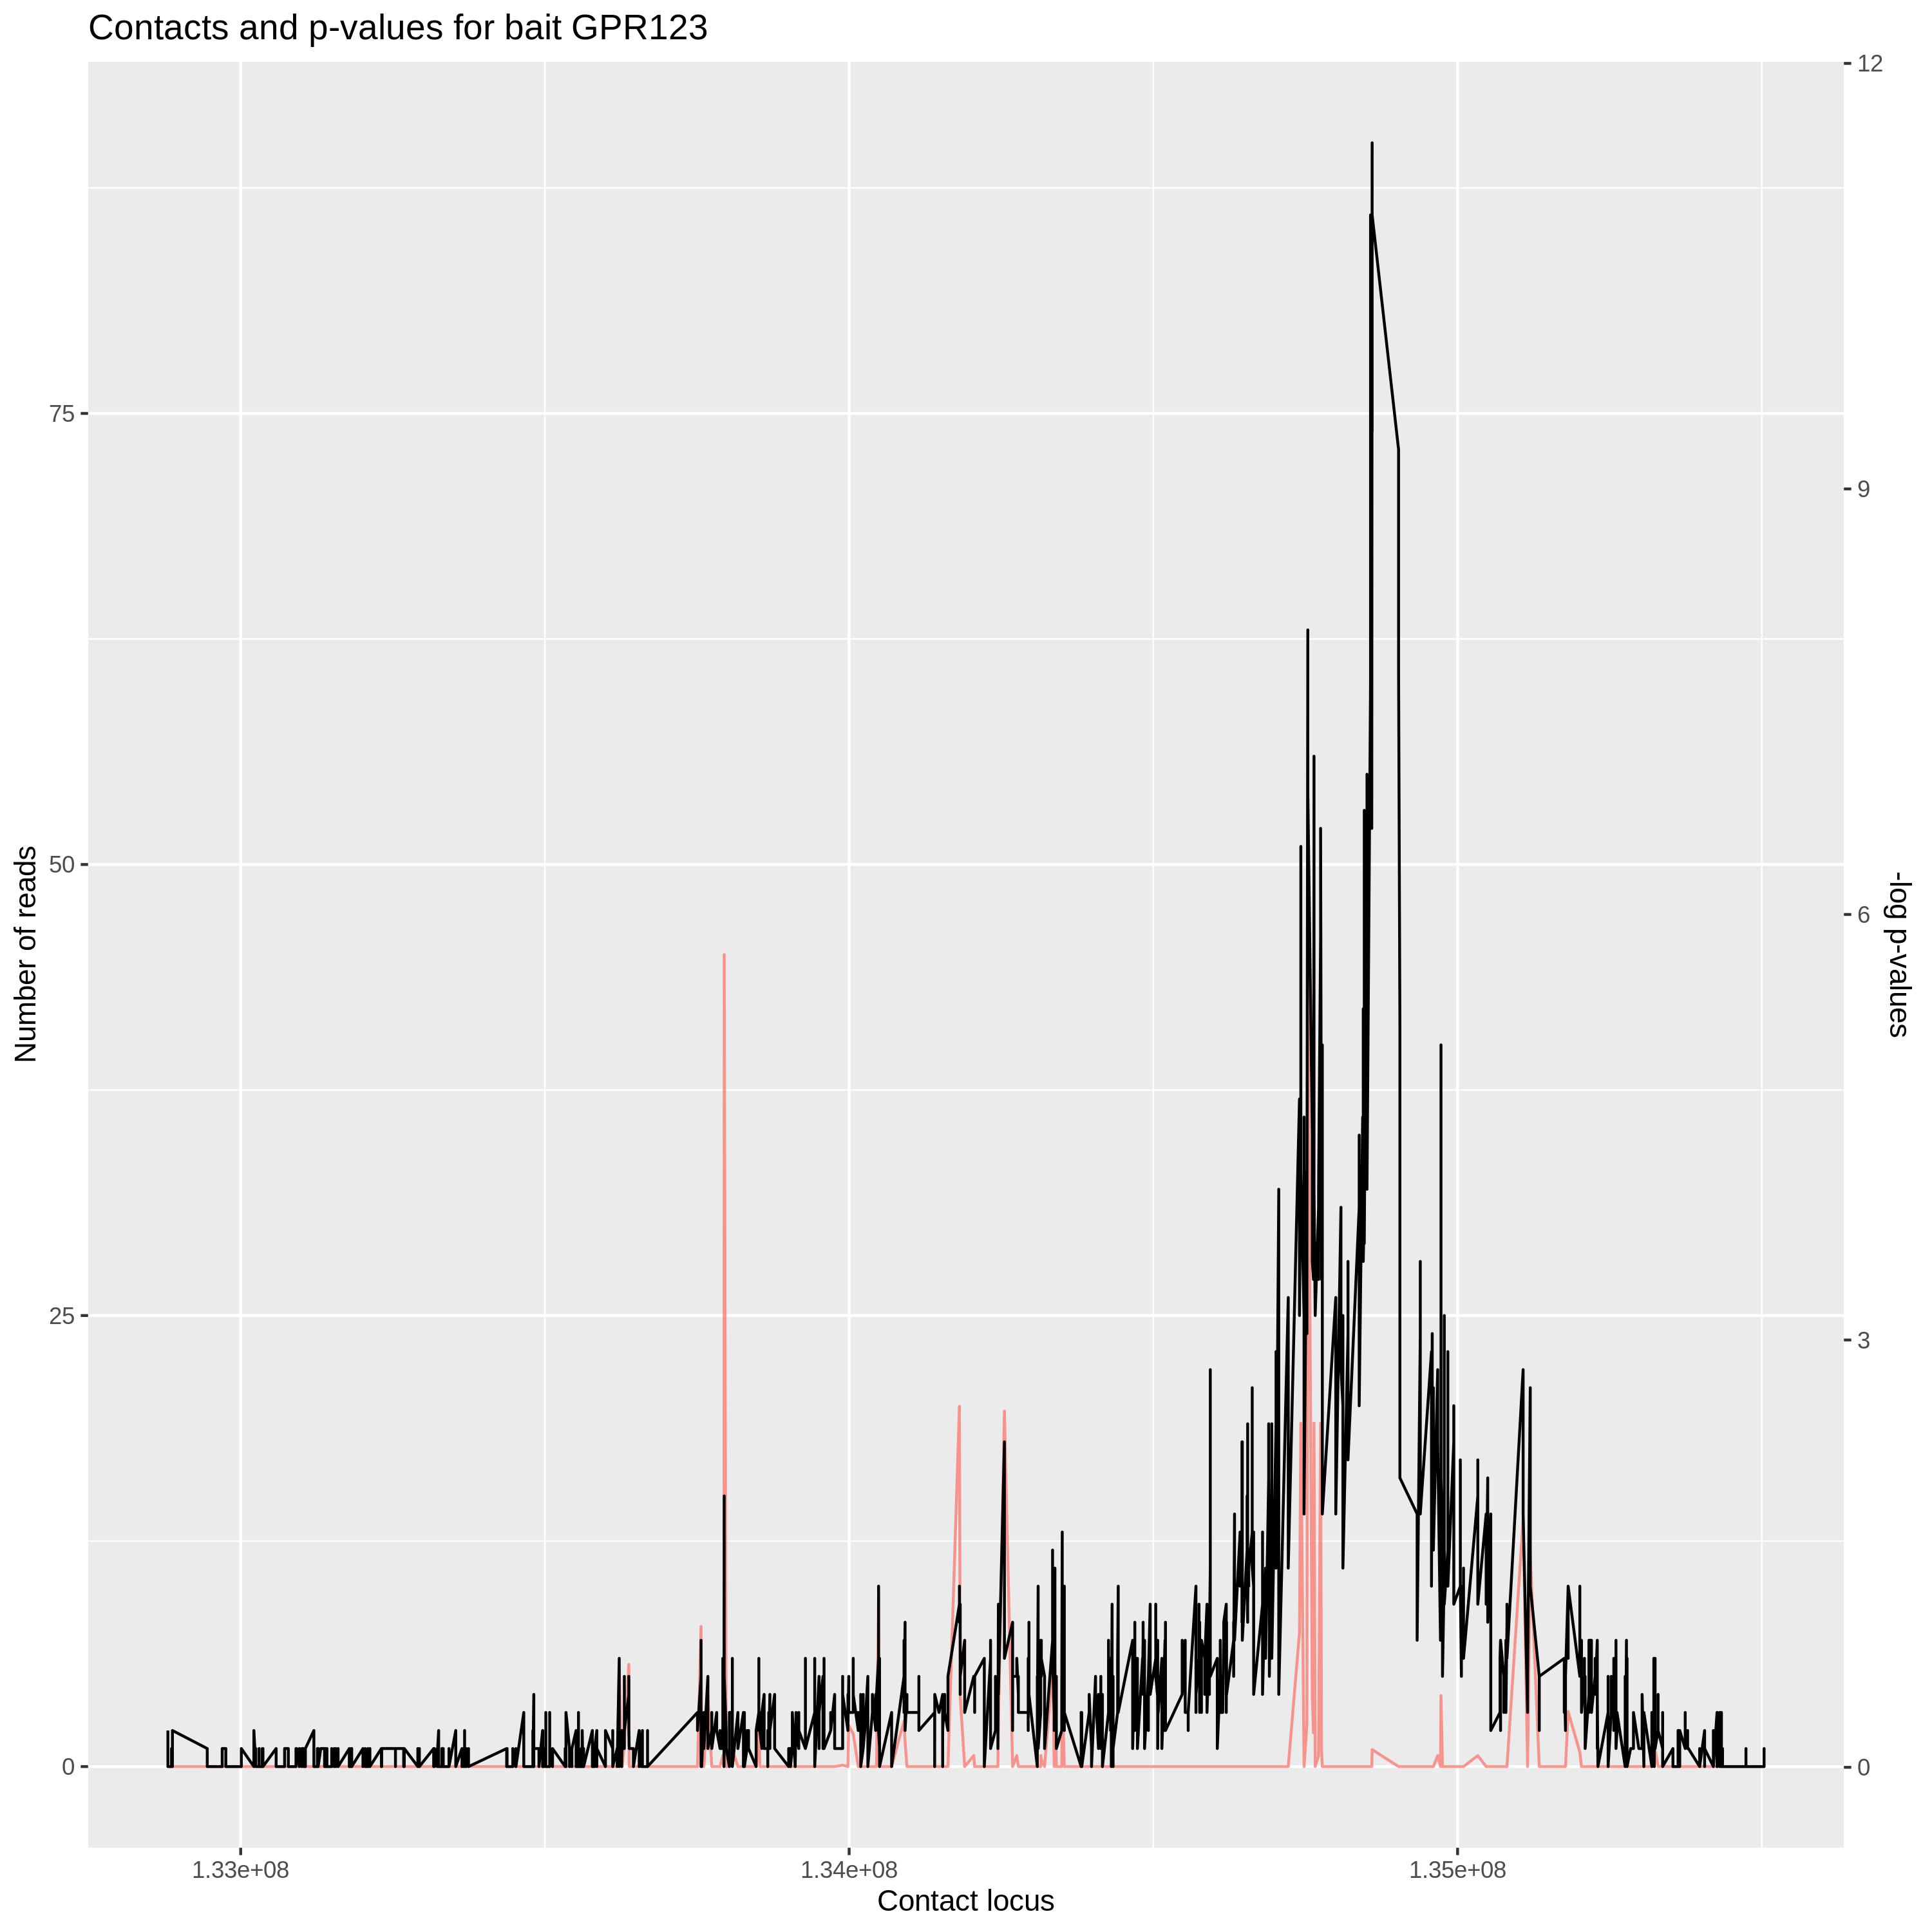 Contacts and p-values for bait GPR123
12
75
9
50
6
25
3
0
0
Number of reads
-log p-values
1.33e+08
1.34e+08
1.35e+08
Contact locus